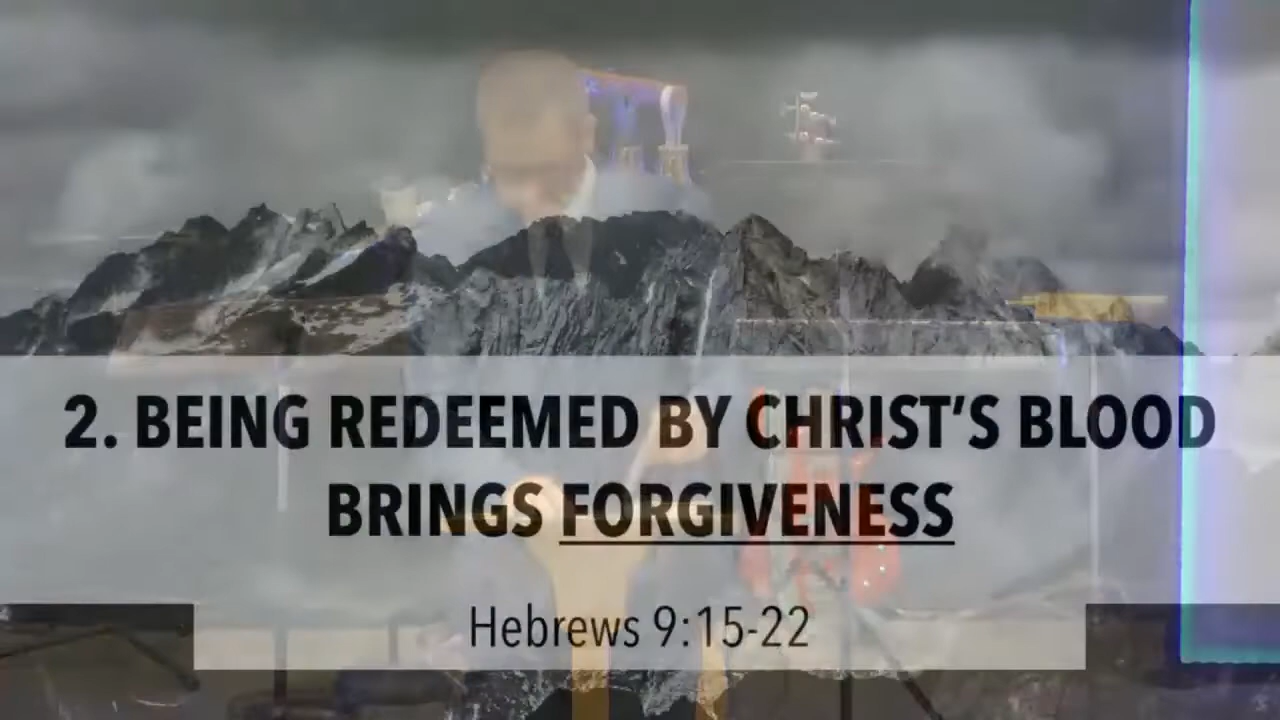 2. BEING REDEEMED BY CHRIST'S BLOOD
BRINGS FORGIVENESS
Hebrews 9:15-22